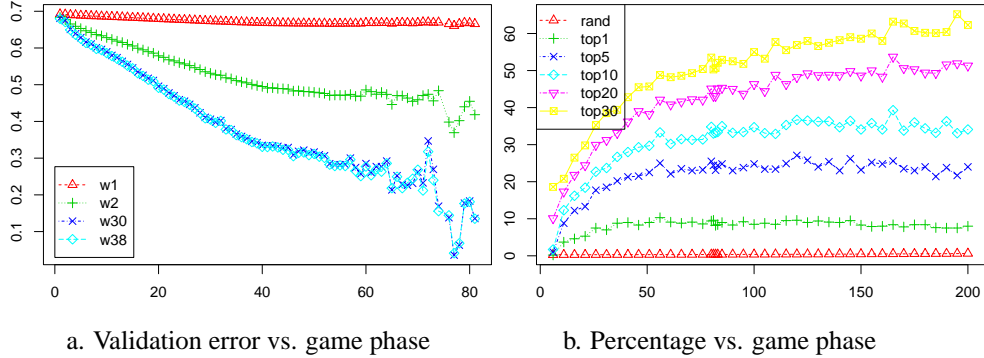 0.7
0.6
0.5
0.4
0.3
0.2
0.1
w1
w2
w30
w38
0 20 40 60 80
a. Validation error vs. game phase
60
50
40
30
20
10
0
rand
top1
top5
top10
top20
top30
0 50 100 150 200
b. Percentage vs. game phase